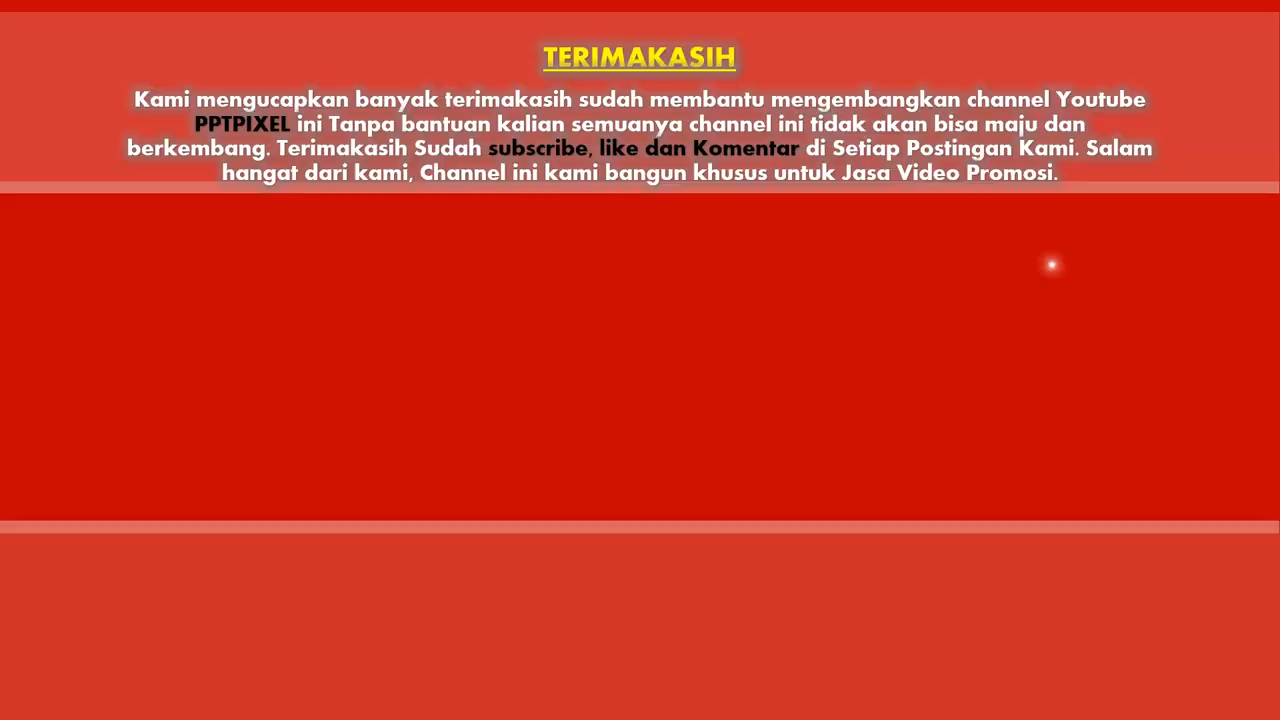 TERIMAKASIH
Kami mengucapkan banyak terimakasih sudah membantu mengembangkan channel Youtube
PPTPIXEL ini Tanpa bantuan kalian semuanya channel ini tidak akan bisa maju dan
berkembang. Terimakasih Sudah subscribe, like dan Komentar di Setiap Postingan Kami. Salam
hangat dari kami, Channel ini kami bangun khusus untuk Jasa Video Promosi.